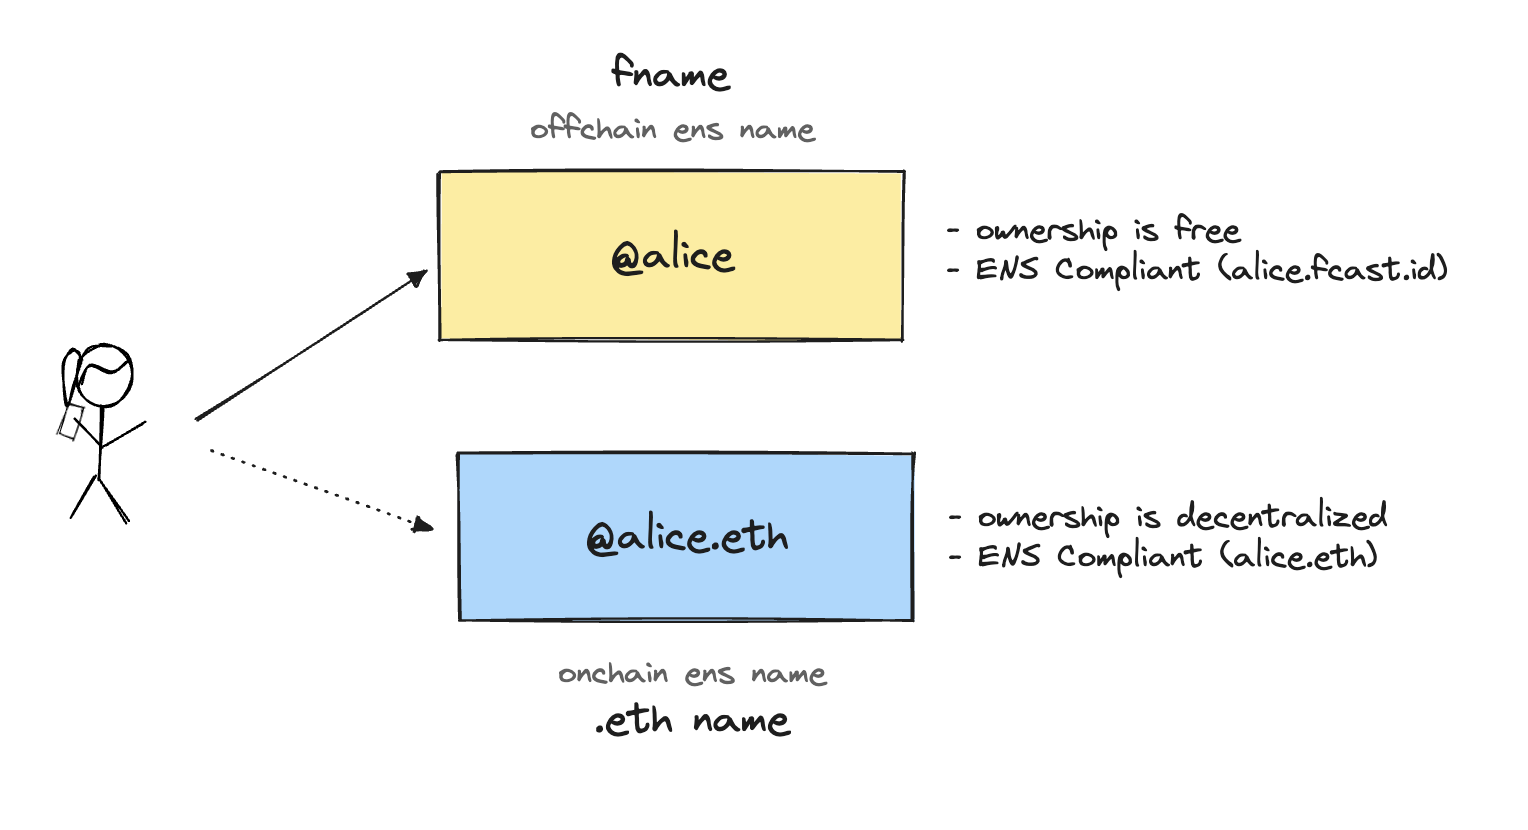 fname
offchain ens name
@alice
- ownership is free
- ENS Compliant (alice.fcast.id)
@alice.eth
- ownership is decentralized
- ENS Compliant (alice.eth)
onchain ens name
.eth name